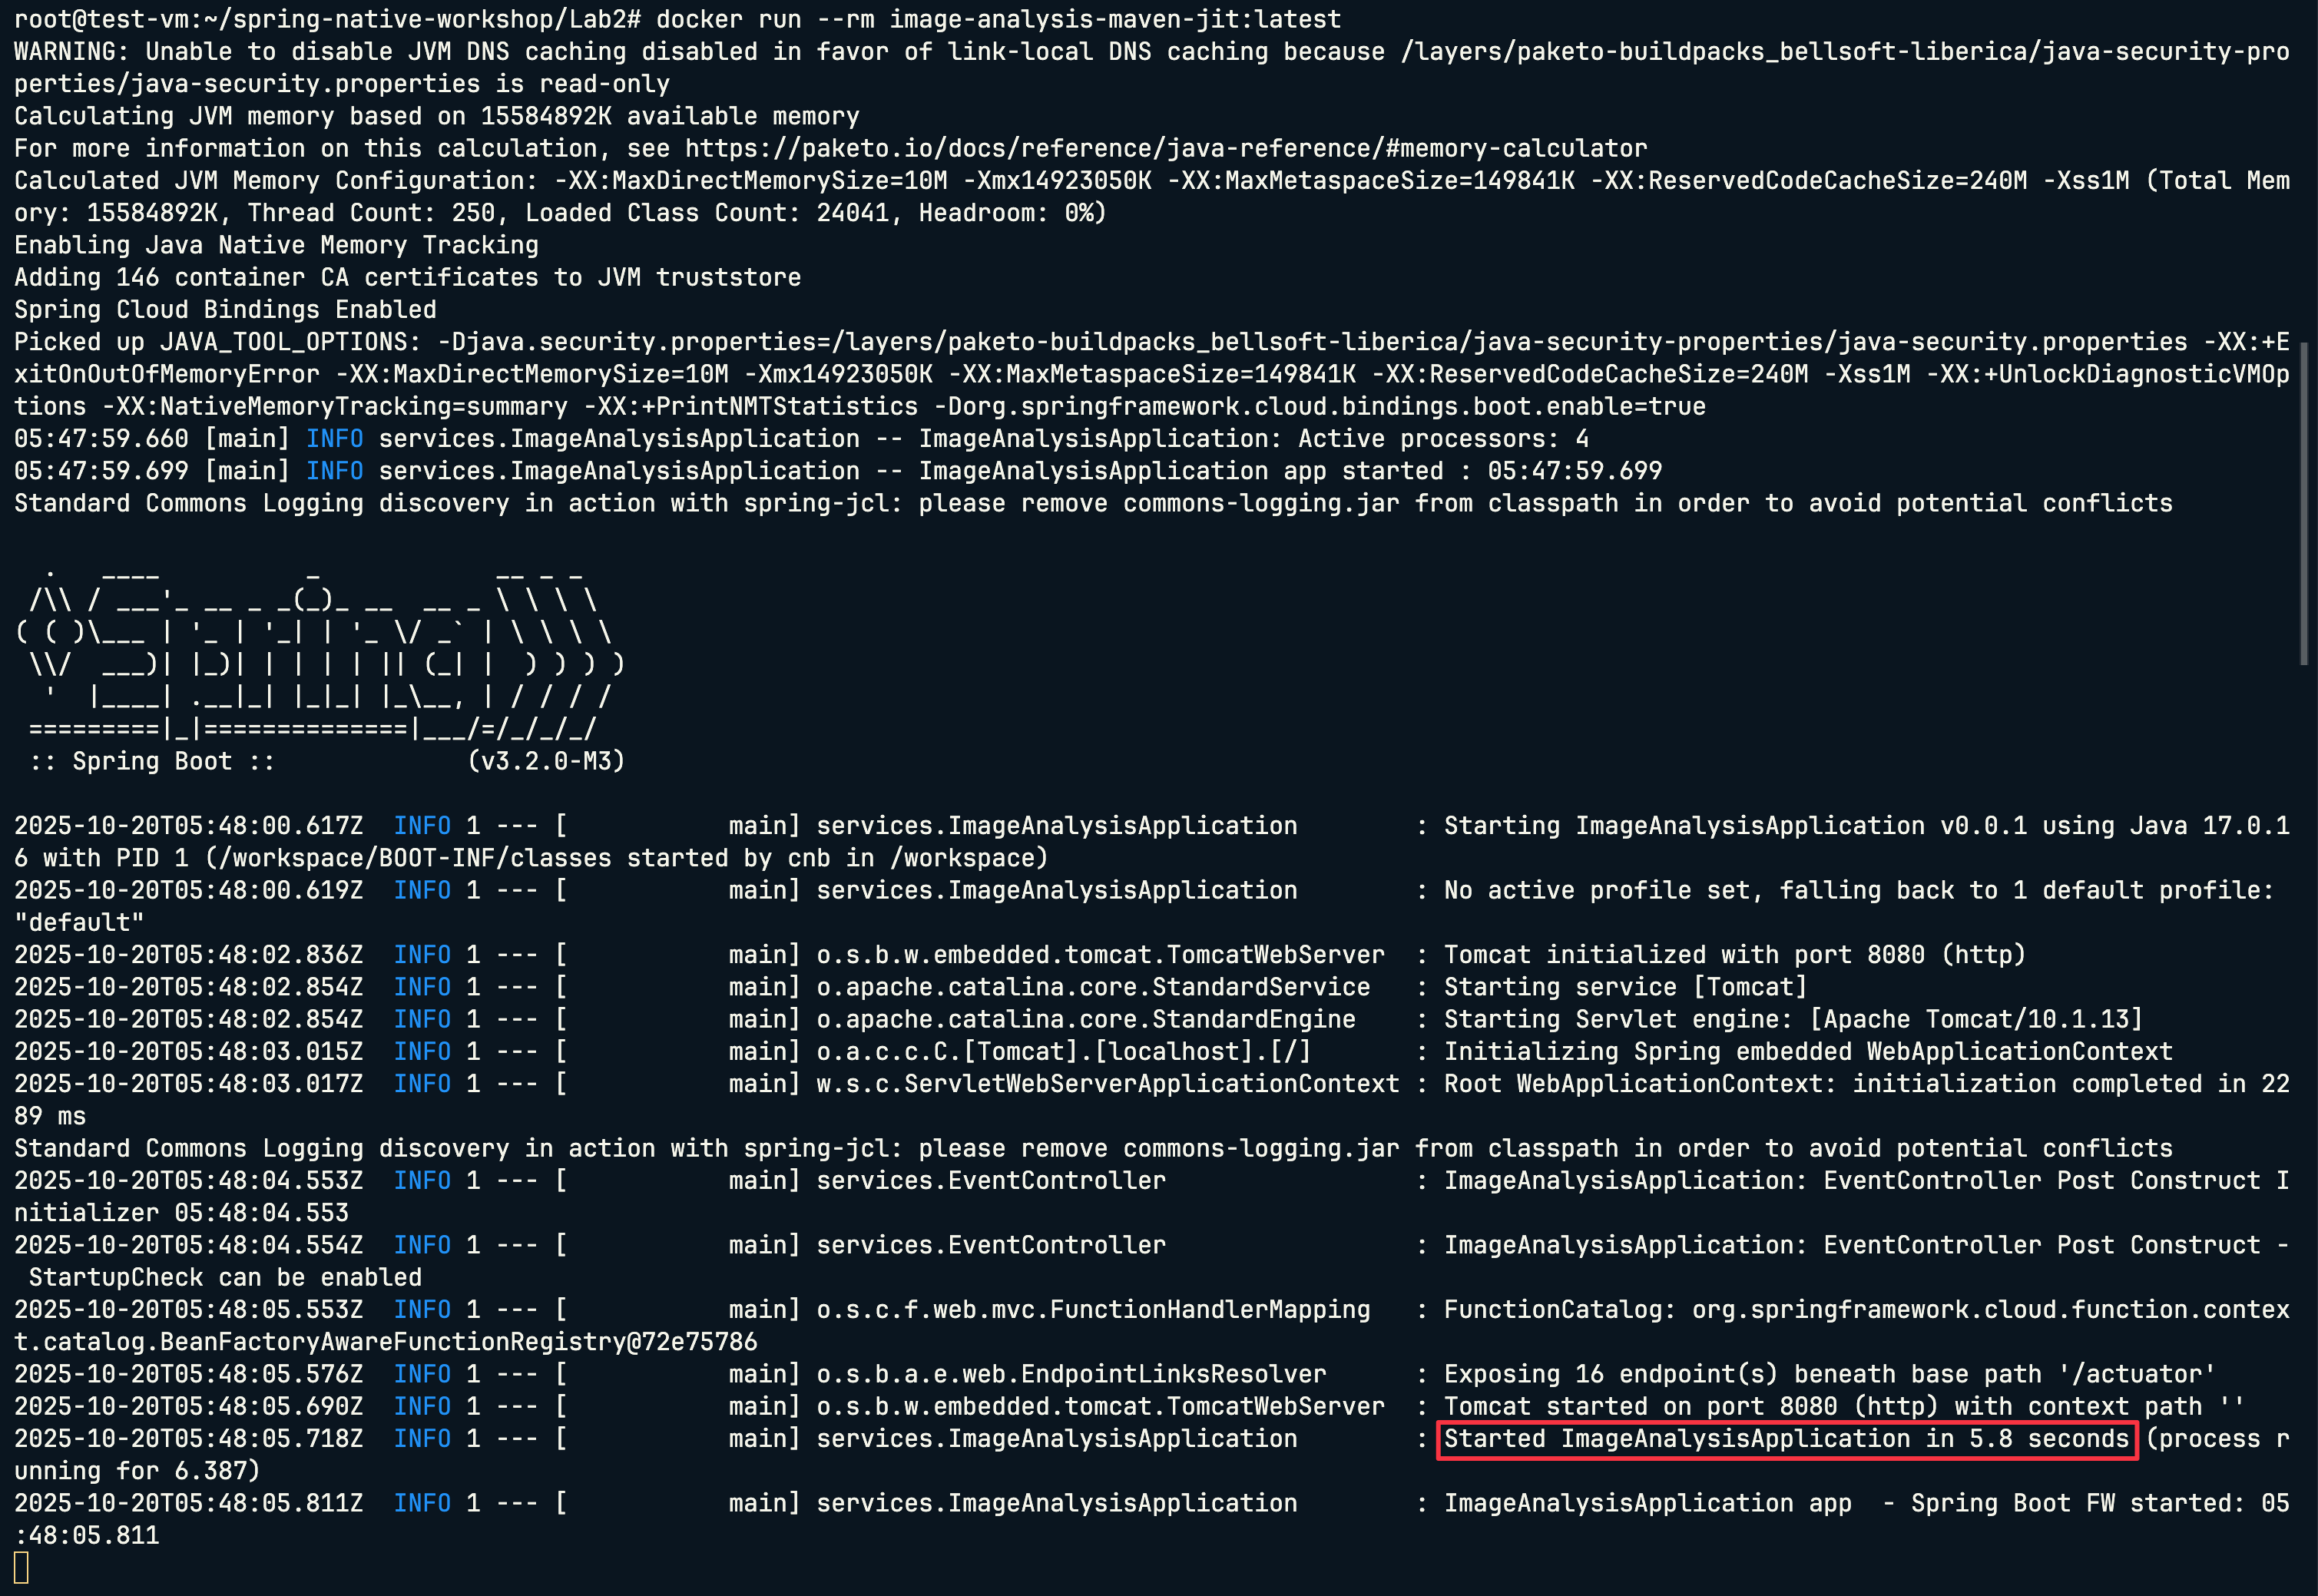 root@test-vm:~/spring-native-workshop/Lab2# docker run --rm image-analysis-maven-jit:latest
WARNING: Unable to disable JVM DNS caching disabled in favor of link-local DNS caching because /layers/paketo-buildpacks_bellsoft-liberica/java-security-pro
perties/java-security.properties is read-only
Calculating JVM memory based on 15584892K available memory
For more information on this calculation, see https://paketo.io/docs/reference/java-reference/#memory-calculator
Calculated JVM Memory Configuration: -XX:MaxDirectMemorySize=10M -Xmx14923050K -XX:MaxMetaspaceSize=149841K -XX:ReservedCodeCacheSize=240M -Xss1M (Total Mem
ory: 15584892K, Thread Count: 250, Loaded Class Count: 24041, Headroom: 0%)
Enabling Java Native Memory Tracking
Adding 146 container CA certificates to JVM truststore
Spring Cloud Bindings Enabled
Picked up JAVA_TOOL_OPTIONS: -Djava.security.properties=/layers/paketo-buildpacks_bellsoft-liberica/java-security-properties/java-security.properties -XX:+E
xitOnOutOfMemoryError -XX:MaxDirectMemorySize=10M -Xmx14923050K -XX:MaxMetaspaceSize=149841K -XX:ReservedCodeCacheSize=240M -Xss1M -XX:+UnlockDiagnosticVMOp
tions -XX:NativeMemoryTracking=summary -XX:+PrintNMTStatistics -Dorg.springframework.cloud.bindings.boot.enable=true
05:47:59.660 [main] INFO services.ImageAnalysisApplication -- ImageAnalysisApplication: Active processors: 4
05:47:59.699 [main] INFO services.ImageAnalysisApplication -- ImageAnalysisApplication app started : 05:47:59.699
Standard Commons Logging discovery in action with spring-jcl: please remove commons-logging.jar from classpath in order to avoid potential conflicts

  .   ____          _            __ _ _
 /\\ / ___'_ __ _ _(_)_ __  __ _ \ \ \ \
( ( )\___ | '_ | '_| | '_ \/ _` | \ \ \ \
 \\/  ___)| |_)| | | | | || (_| |  ) ) ) )
  '  |____| .__|_| |_|_| |_\__, | / / / /
 =========|_|==============|___/=/_/_/_/
 :: Spring Boot ::             (v3.2.0-M3)

2025-10-20T05:48:00.617Z  INFO 1 --- [           main] services.ImageAnalysisApplication        : Starting ImageAnalysisApplication v0.0.1 using Java 17.0.1
6 with PID 1 (/workspace/BOOT-INF/classes started by cnb in /workspace)
2025-10-20T05:48:00.619Z  INFO 1 --- [           main] services.ImageAnalysisApplication        : No active profile set, falling back to 1 default profile:
"default"
2025-10-20T05:48:02.836Z  INFO 1 --- [           main] o.s.b.w.embedded.tomcat.TomcatWebServer  : Tomcat initialized with port 8080 (http)
2025-10-20T05:48:02.854Z  INFO 1 --- [           main] o.apache.catalina.core.StandardService   : Starting service [Tomcat]
2025-10-20T05:48:02.854Z  INFO 1 --- [           main] o.apache.catalina.core.StandardEngine    : Starting Servlet engine: [Apache Tomcat/10.1.13]
2025-10-20T05:48:03.015Z  INFO 1 --- [           main] o.a.c.c.C.[Tomcat].[localhost].[/]       : Initializing Spring embedded WebApplicationContext
2025-10-20T05:48:03.017Z  INFO 1 --- [           main] w.s.c.ServletWebServerApplicationContext : Root WebApplicationContext: initialization completed in 22
89 ms
Standard Commons Logging discovery in action with spring-jcl: please remove commons-logging.jar from classpath in order to avoid potential conflicts
2025-10-20T05:48:04.553Z  INFO 1 --- [           main] services.EventController                 : ImageAnalysisApplication: EventController Post Construct I
nitializer 05:48:04.553
2025-10-20T05:48:04.554Z  INFO 1 --- [           main] services.EventController                 : ImageAnalysisApplication: EventController Post Construct -
 StartupCheck can be enabled
2025-10-20T05:48:05.553Z  INFO 1 --- [           main] o.s.c.f.web.mvc.FunctionHandlerMapping   : FunctionCatalog: org.springframework.cloud.function.contex
t.catalog.BeanFactoryAwareFunctionRegistry@72e75786
2025-10-20T05:48:05.576Z  INFO 1 --- [           main] o.s.b.a.e.web.EndpointLinksResolver      : Exposing 16 endpoint(s) beneath base path '/actuator'
2025-10-20T05:48:05.690Z  INFO 1 --- [           main] o.s.b.w.embedded.tomcat.TomcatWebServer  : Tomcat started on port 8080 (http) with context path ''
2025-10-20T05:48:05.718Z  INFO 1 --- [           main] services.ImageAnalysisApplication        : Started ImageAnalysisApplication in 5.8 seconds (process r
unning for 6.387)
2025-10-20T05:48:05.811Z  INFO 1 --- [           main] services.ImageAnalysisApplication        : ImageAnalysisApplication app  - Spring Boot FW started: 05
:48:05.811